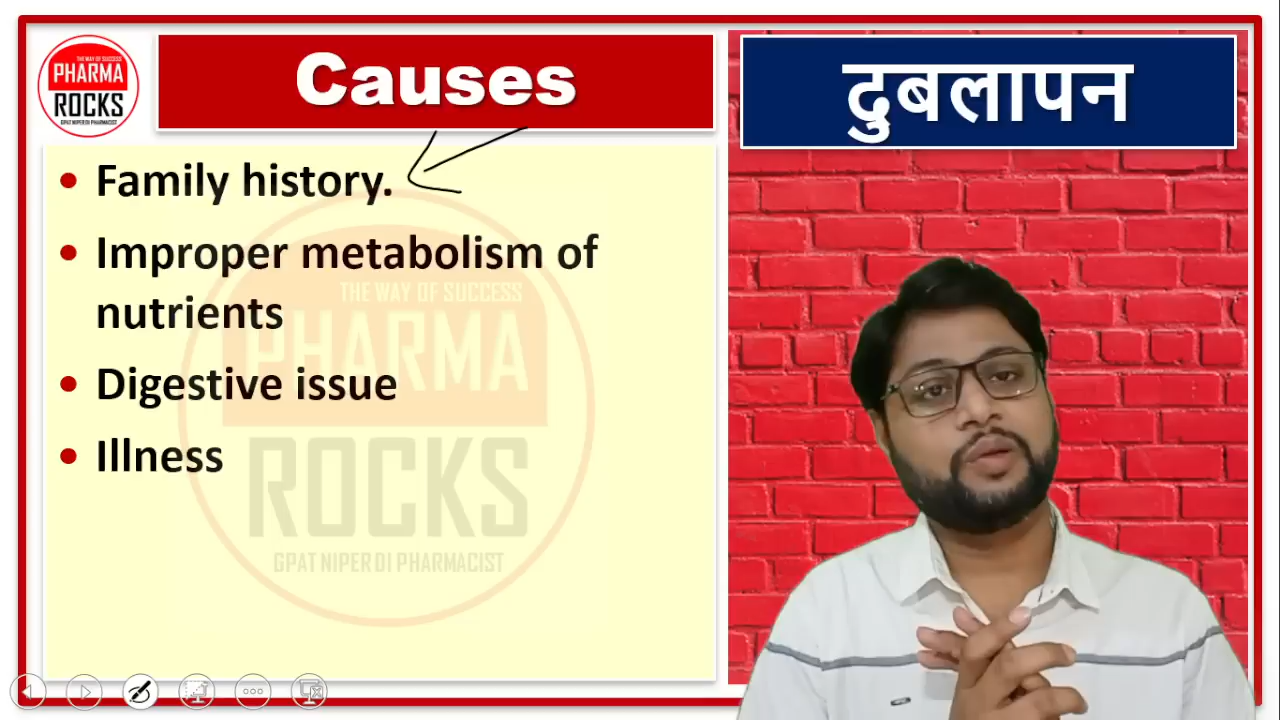 THE WAY OF SUCCESS
PHARMA
ROCKS
GPAT NIPER DI PHARMACIST
Causes
दुबलापन
• Family history.
• Improper metabolism of
nutrients
• Digestive issue
• Illness
THE WAY OF SUCCESS
PHARMA
ROCKS
GPAT NIPER DI PHARMACIST